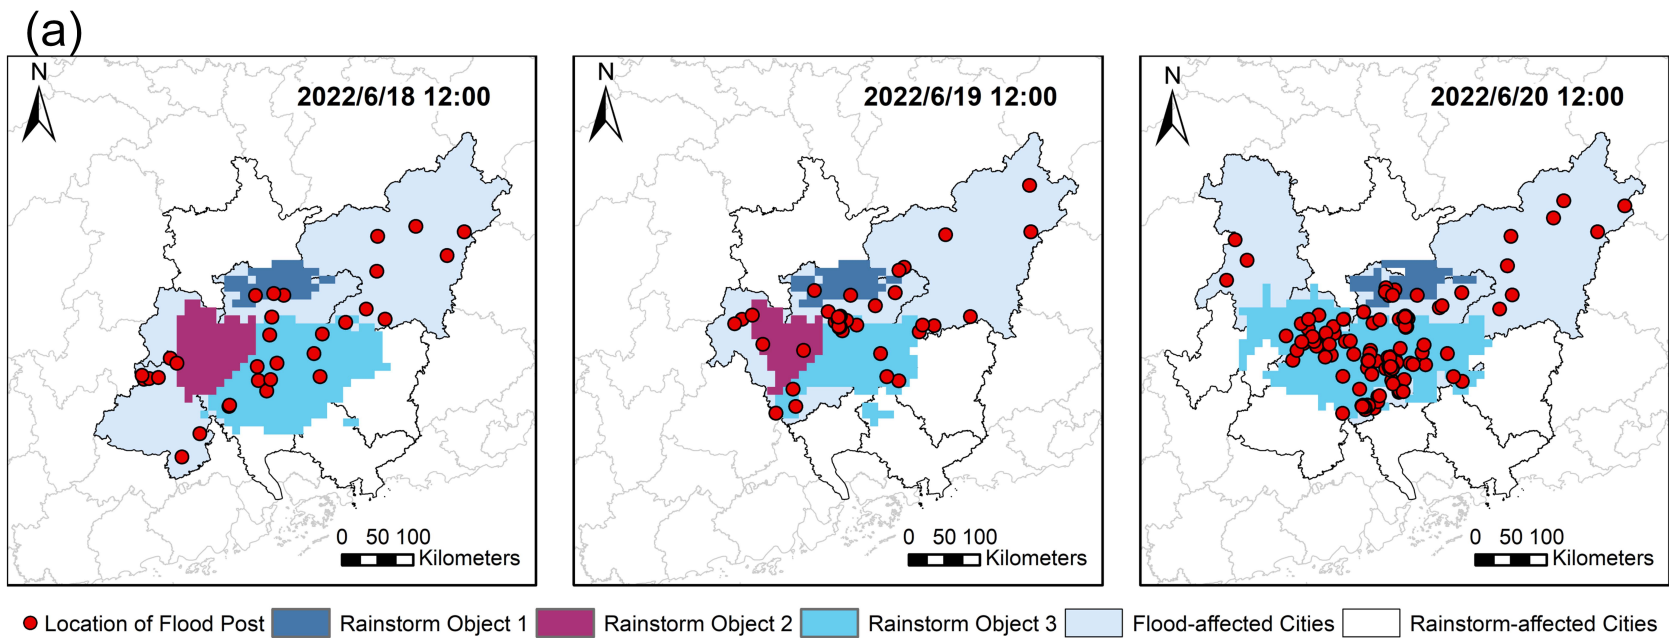 (a)
N
2022/6/18 12:00
0 50 100
Kilometers
N
2022/6/19 12:00
0 50 100
Kilometers
N
2022/6/20 12:00
0 50 100
Kilometers
Location of Flood Post Rainstorm Object 1 Rainstorm Object 2 Rainstorm Object 3 Flood-affected Cities Rainstorm-affected Cities